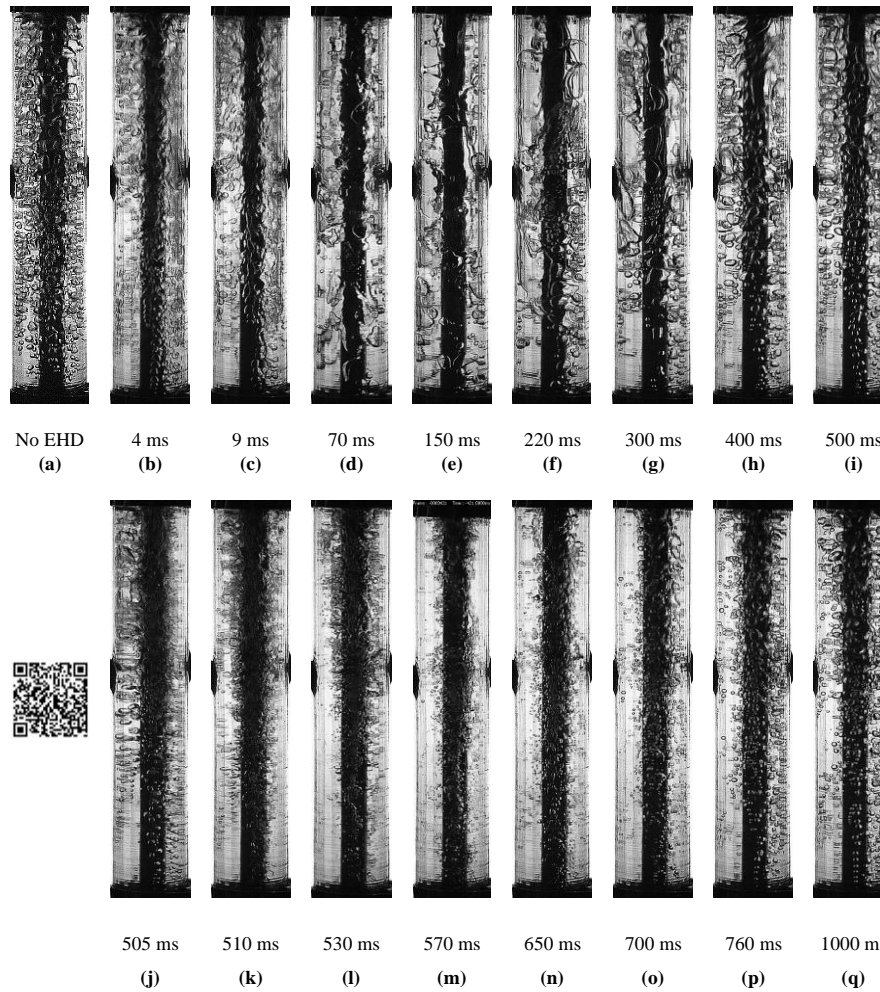 No EHD 4 ms 9 ms 70 ms 150 ms 220 ms 300 ms 400 ms 500 ms
(a) (b) (c) (d) (e) (f) (g) (h) (i)
505 ms 510 ms 530 ms 570 ms 650 ms 700 ms 760 ms 1000 m
(j) (k) (l) (m) (n) (o) (p) (q)